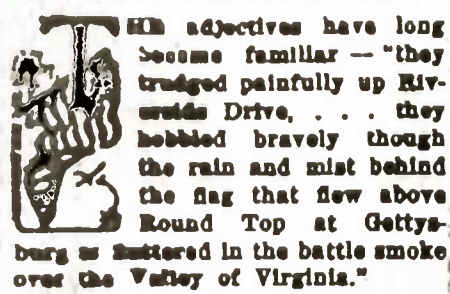 THE adjectives have long
become familiar — "they
trudged painfully up Riv-
erside Drive, . . . they
hobbled bravely though
the rain and mist behind
the flag that flew above
Round Top at Gettys-
burg or fluttered in the battle smoke
over the Valley of Virginia."